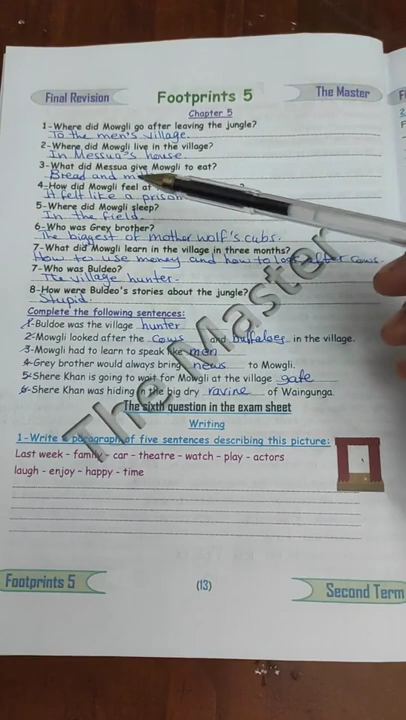 Final Revision
Footprints 5
The Master
Chapter 5
1-Where did Mowgli go after leaving the jungle?
To the men's village.
2-Where did Mowgli live in the village?
In Messua's house.
3-What did Messua give Mowgli to eat?
Bread and
4-How did Mowgli feel at ?
It felt like a prison
5-Where did Mowgli sleep?
In the field.
6-Who was Grey brother?
The biggest of mother wolf's cubs.
7-What did Mowgli learn in the village in three months?
How to use money and how to look after cows.
7-Who was Buldeo?
The village hunter.
8-How were Buldeo's stories about the jungle?
Stupid.
Complete the following sentences:
1-Buldoe was the village hunter
2-Mowgli looked after the cows and buffaloes in the village.
3-Mowgli had to learn to speak like men
4-Grey brother would always bring news to Mowgli.
5-Shere Khan is going to wait for Mowgli at the village gate
6-Shere Khan was hiding in the big dry ravine of Waingunga.
The sixth question in the exam sheet
Writing
1-Write a paragraph of five sentences describing this picture:
Last week - family - car - theatre - watch - play - actors
laugh - enjoy - happy - time
Footprints 5
(13)
Second Term
The Master